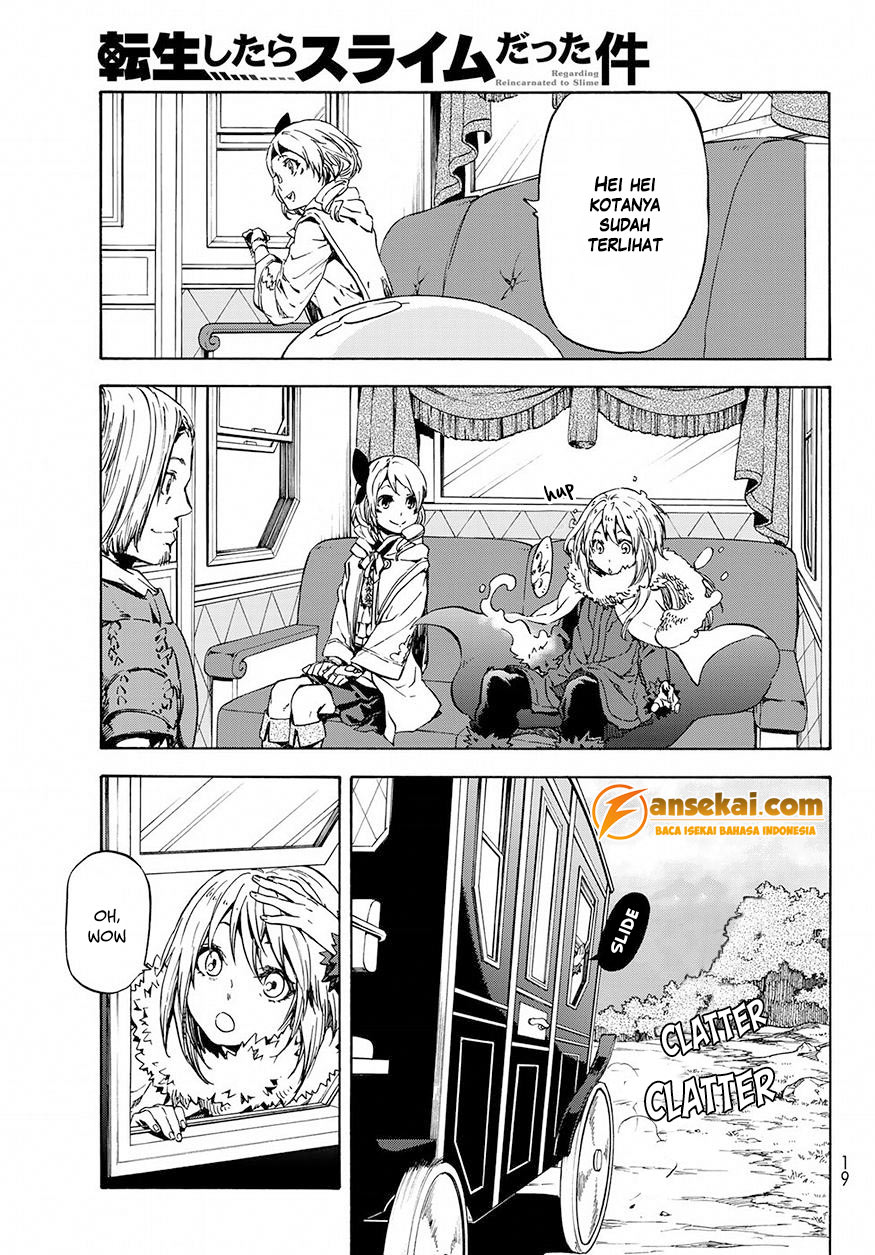 転生したらスライムだった件
Regarding
Reincarnated to Slime
HEI HEI
KOTANYA
SUDAH
TERLIHAT
hup
ansekai.com
BACA ISEKAI BAHASA INDONESIA
SLIDE
OH,
WOW
CLATTER
CLATTER
19